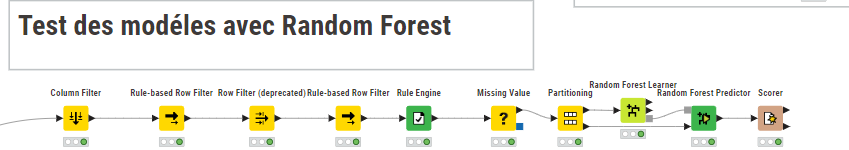 Test des modéles avec Random Forest
Random Forest Learner
Column Filter Rule-based Row Filter Row Filter (deprecated) Rule-based Row Filter Rule Engine Missing Value Partitioning Random Forest Predictor Scorer
?